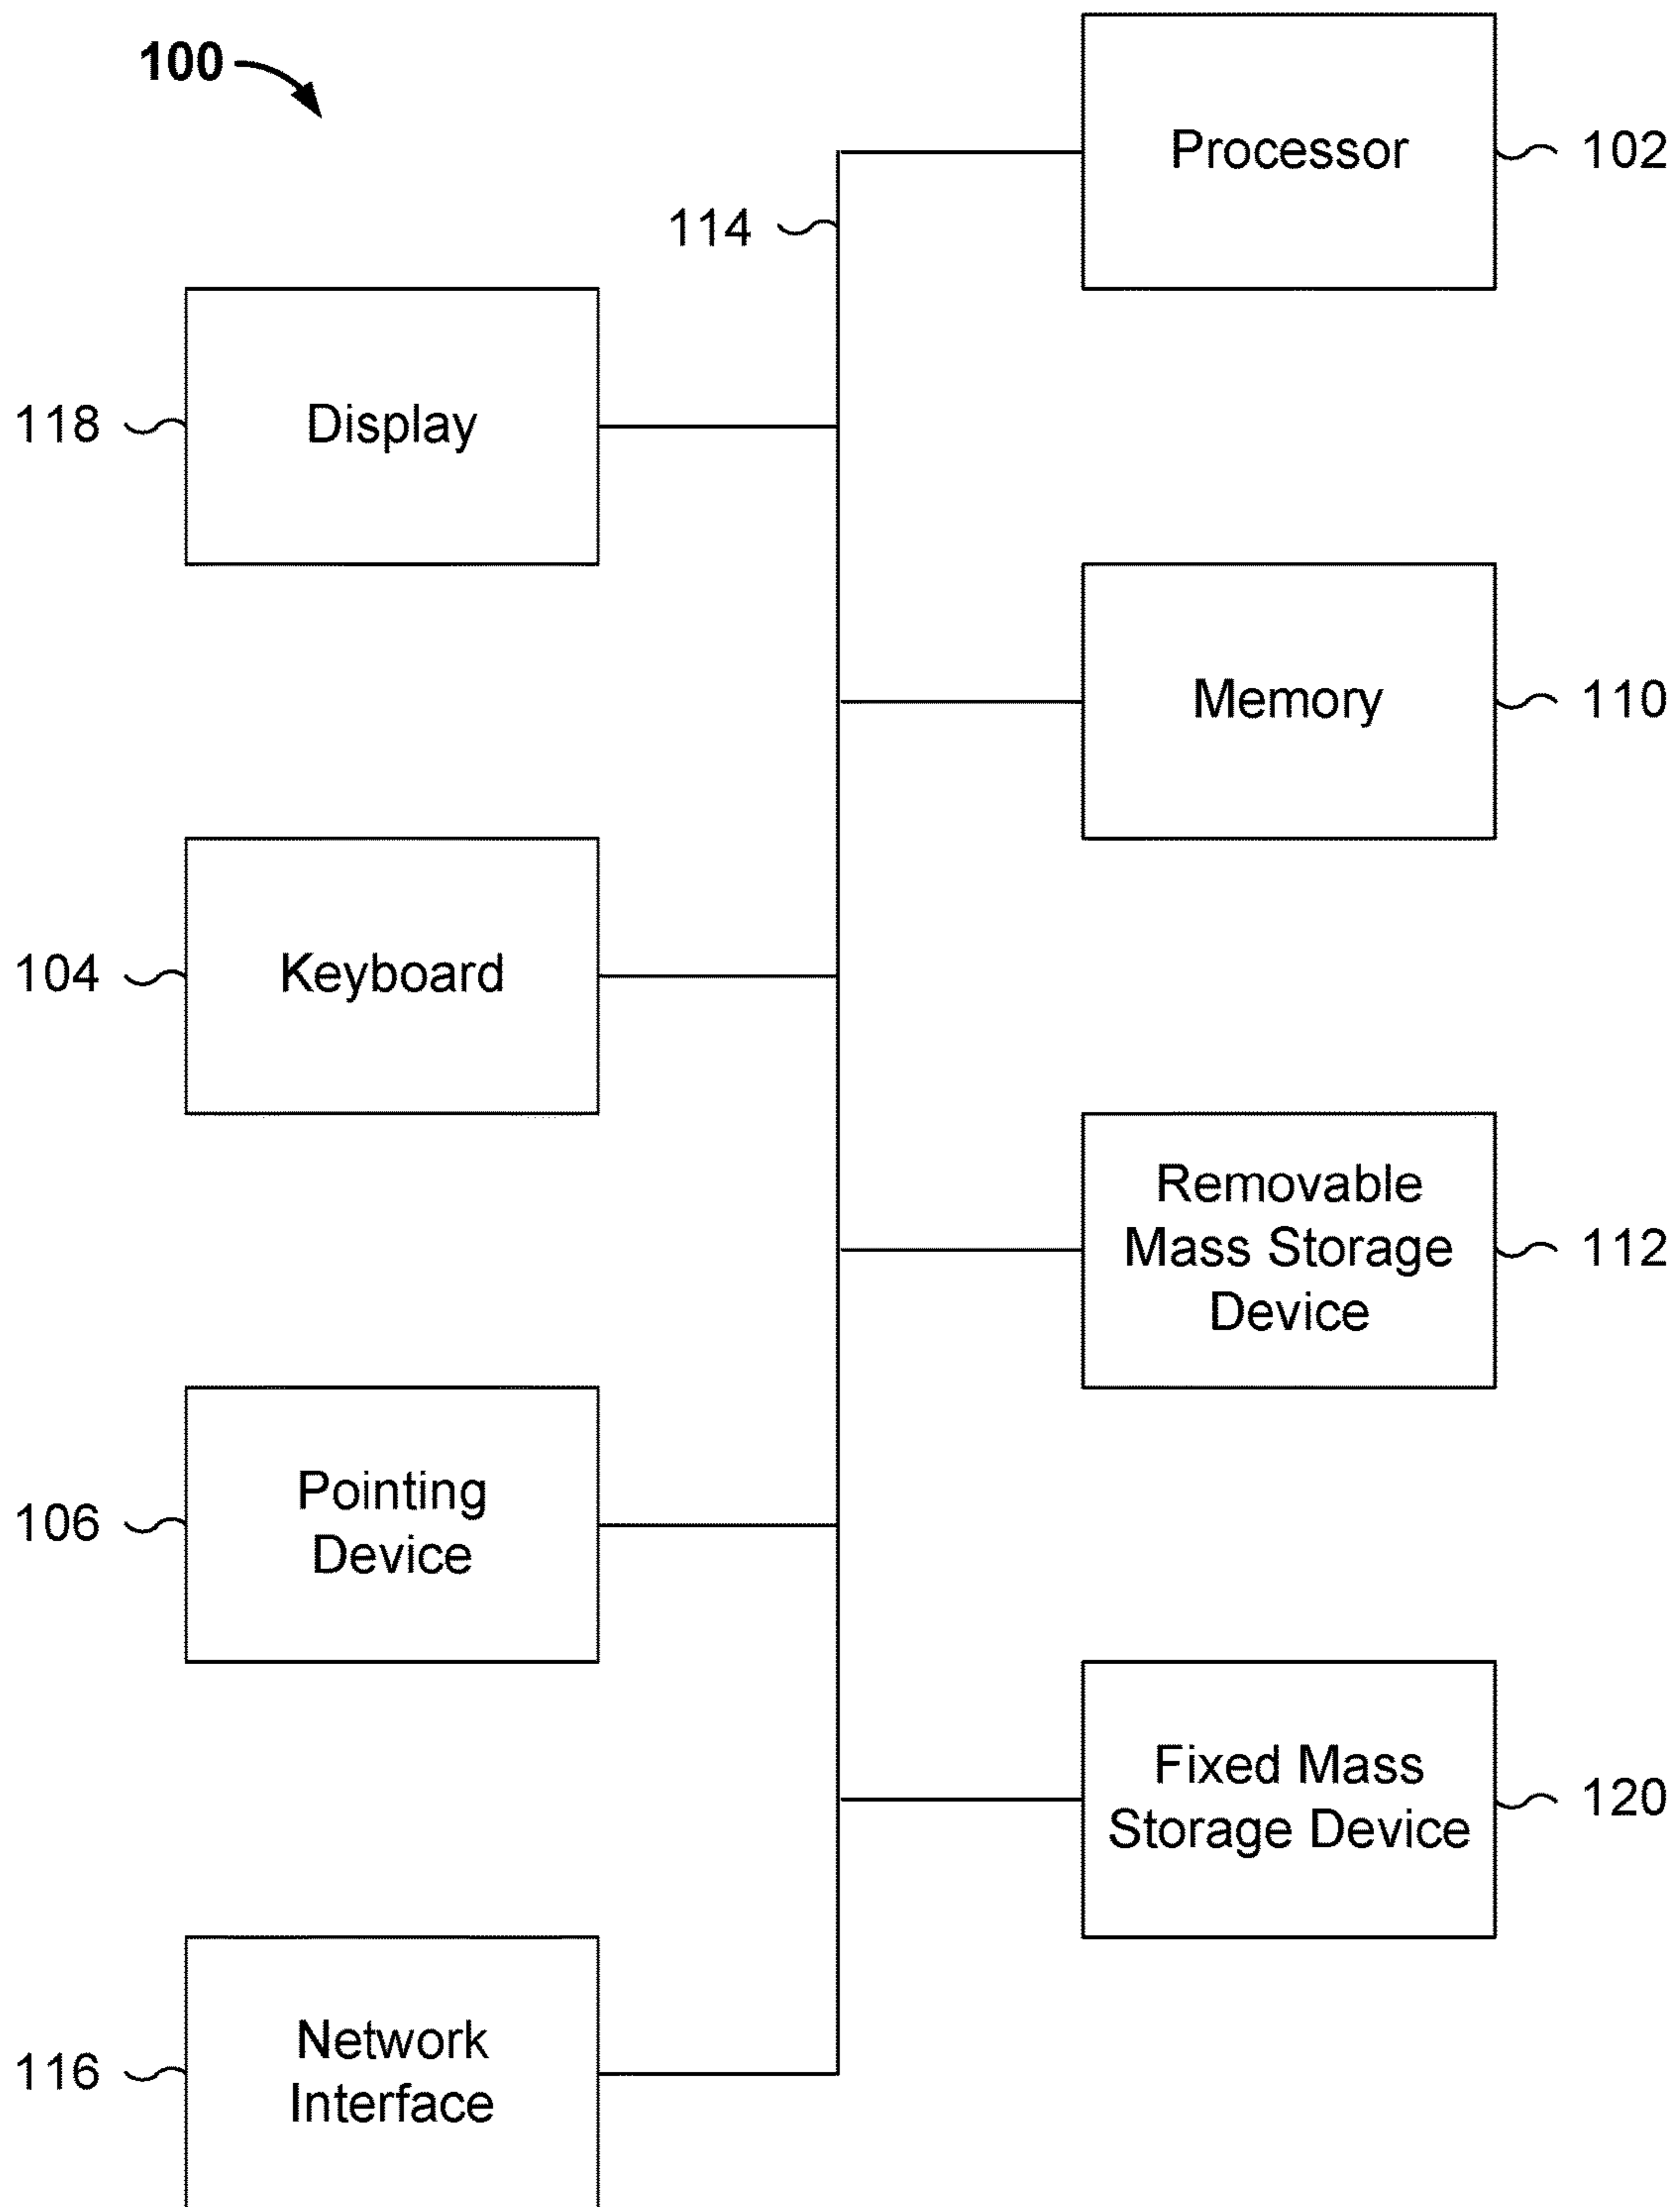 100
Processor
102
114
118
Display
Memory
110
104
Keyboard
Removable
Mass Storage
Device
112
106
Pointing
Device
Fixed Mass
Storage Device
120
116
Network
Interface